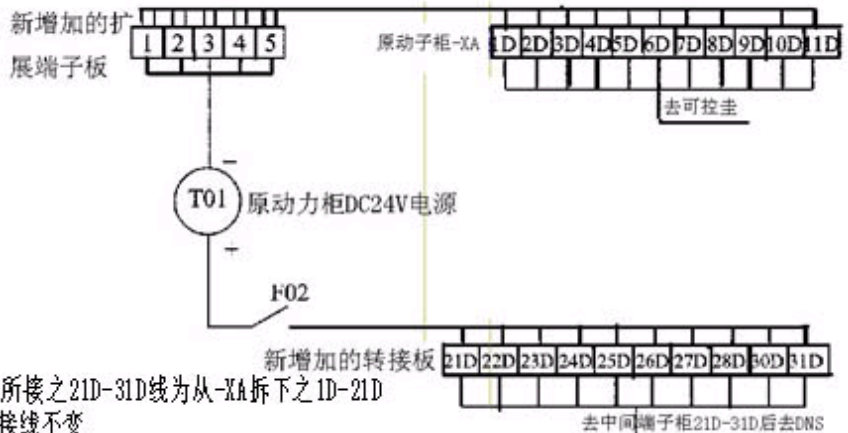 新增加的扩
展端子板
1 2 3 4 5
原动子柜-XA
1D 2D 3D 4D 5D 6D 7D 8D 9D 10D 11D
去可控圭
－
T01
原动力柜DC24V电源
+
F02
新增加的转接板
21D 22D 23D 24D 25D 26D 27D 28D 30D 31D
所接之21D-31D线为从-XA拆下之1D-21D
接线不变
去中间端子柜21D-31D后去DNS